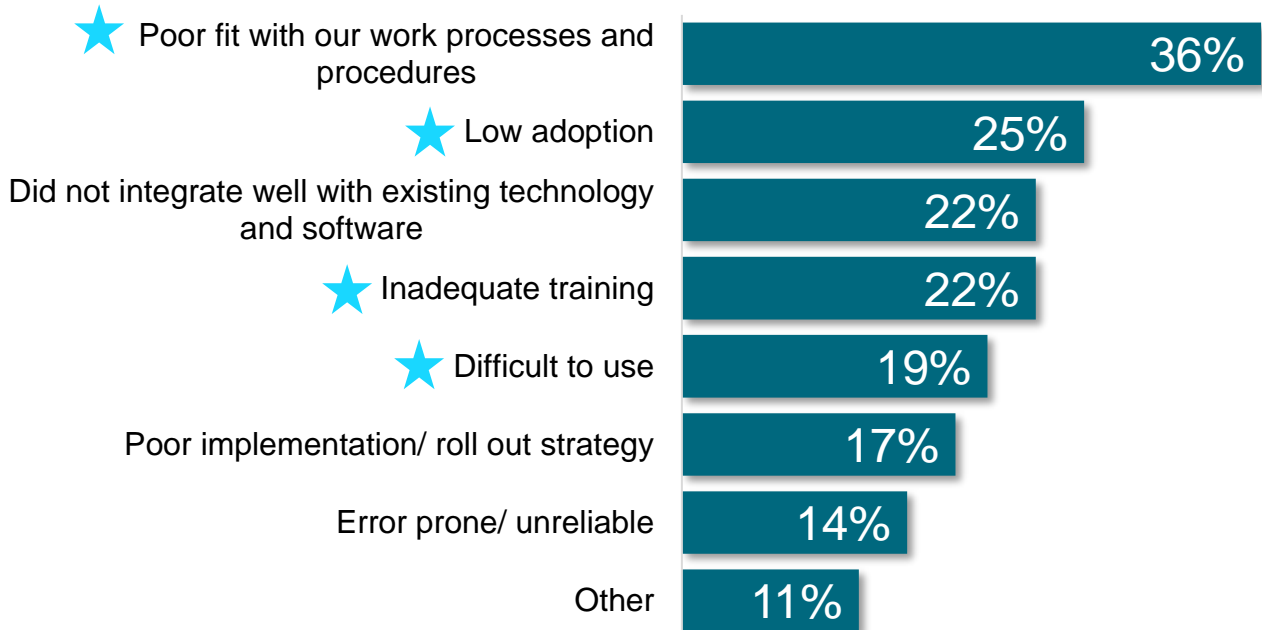 Poor fit with our work processes and
procedures
36%
Low adoption
25%
Did not integrate well with existing technology
and software
22%
Inadequate training
22%
Difficult to use
19%
Poor implementation/ roll out strategy
17%
Error prone/ unreliable
14%
Other
11%